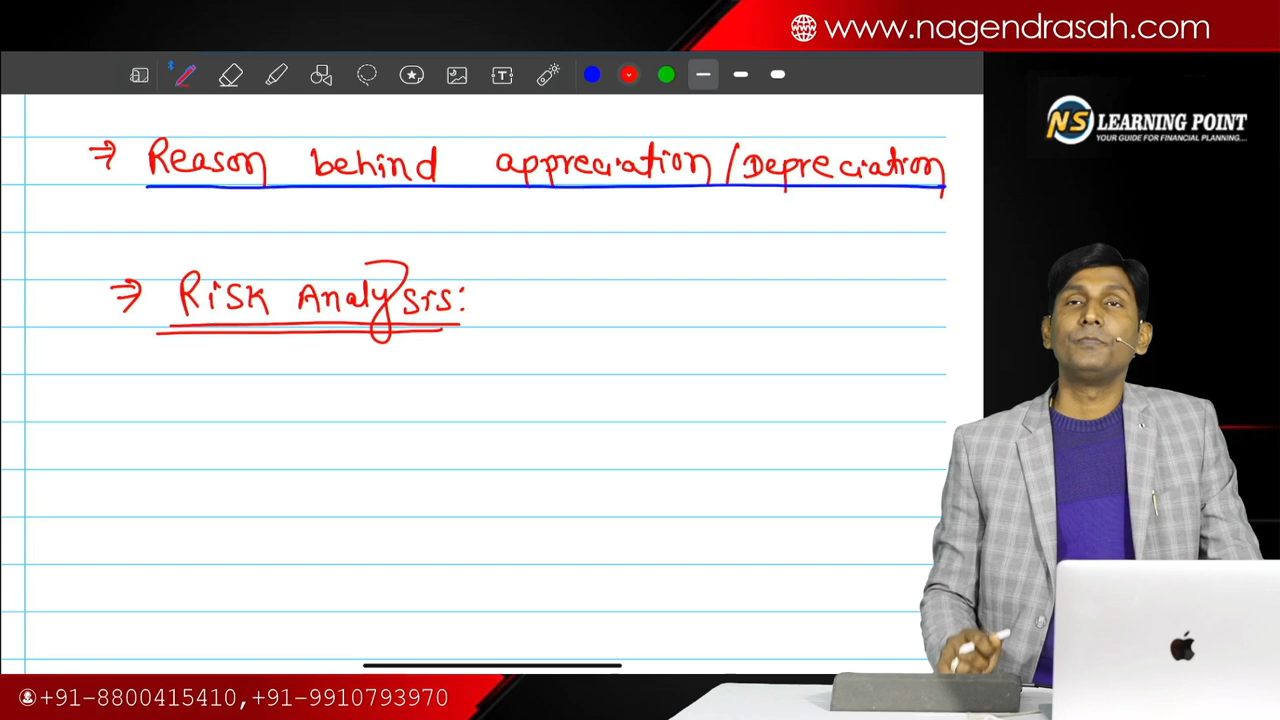 www.nagendrasah.com
NS LEARNING POINT
YOUR GUIDE FOR FINANCIAL PLANNING....
⇒ Reason behind appreciation/Depreciation
⇒ Risk Analysis:
+91-8800415410,+91-9910793970